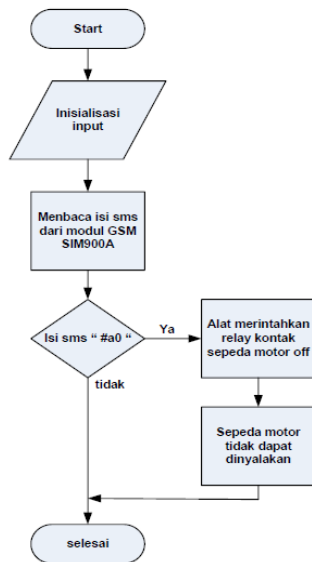 Start
Inisialisasi
input
Menbaca isi sms
dari modul GSM
SIM900A
Isi sms “ #a0 “
Ya
tidak
Alat merintahkan
relay kontak
sepeda motor off
Sepeda motor
tidak dapat
dinyalakan
selesai